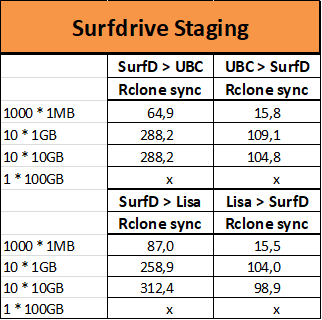 Surfdrive Staging
SurfD > UBC UBC > SurfD
Rclone sync Rclone sync
1000 * 1MB 64,9 15,8
10 * 1GB 288,2 109,1
10 * 10GB 288,2 104,8
1 * 100GB x x
SurfD > Lisa Lisa > SurfD
Rclone sync Rclone sync
1000 * 1MB 87,0 15,5
10 * 1GB 258,9 104,0
10 * 10GB 312,4 98,9
1 * 100GB x x